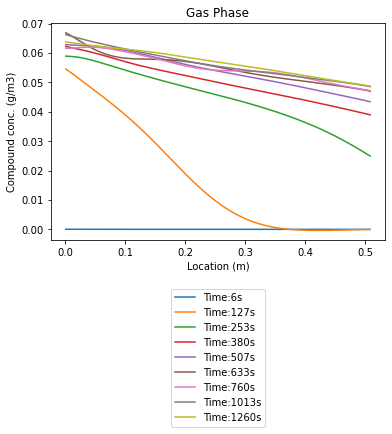 Gas Phase
0.07
0.06
0.05
0.04
0.03
0.02
0.01
0.00
Compound conc. (g/m3)
0.0 0.1 0.2 0.3 0.4 0.5
Location (m)
Time:6s
Time:127s
Time:253s
Time:380s
Time:507s
Time:633s
Time:760s
Time:1013s
Time:1260s